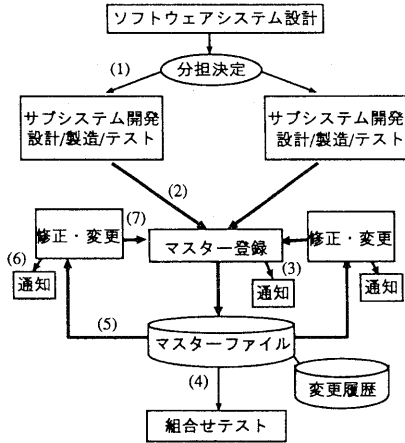 ソフトウェアシステム設計
(1)
分担決定
サブシステム開発
設計/製造/テスト
サブシステム開発
設計/製造/テスト
(2)
修正・変更
(7)
マスター登録
修正・変更
(6)
通知
(3)
通知
通知
(5)
マスターファイル
(4)
変更履歴
組合せテスト